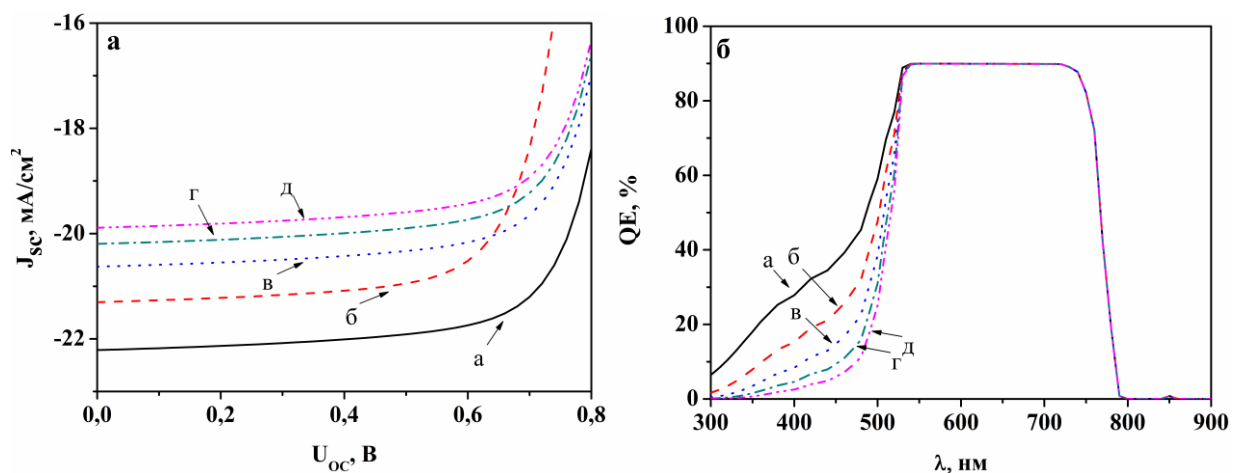 а
-16
-18
-20
-22
J_SC, мА/см²
0,0 0,2 0,4 0,6 0,8
U_OC, В
г
д
в
б
а
б
100
80
60
40
20
0
QE, %
300 400 500 600 700 800 900
λ, нм
а
б
в
д
г